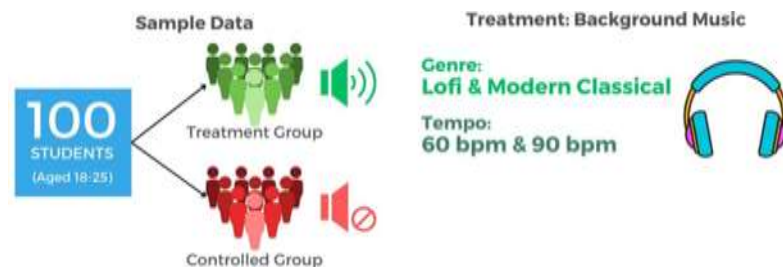 Sample Data
100
STUDENTS
(Aged 18-25)
Treatment Group
Controlled Group
Treatment: Background Music
Genre:
Lofi & Modern Classical
Tempo:
60 bpm & 90 bpm